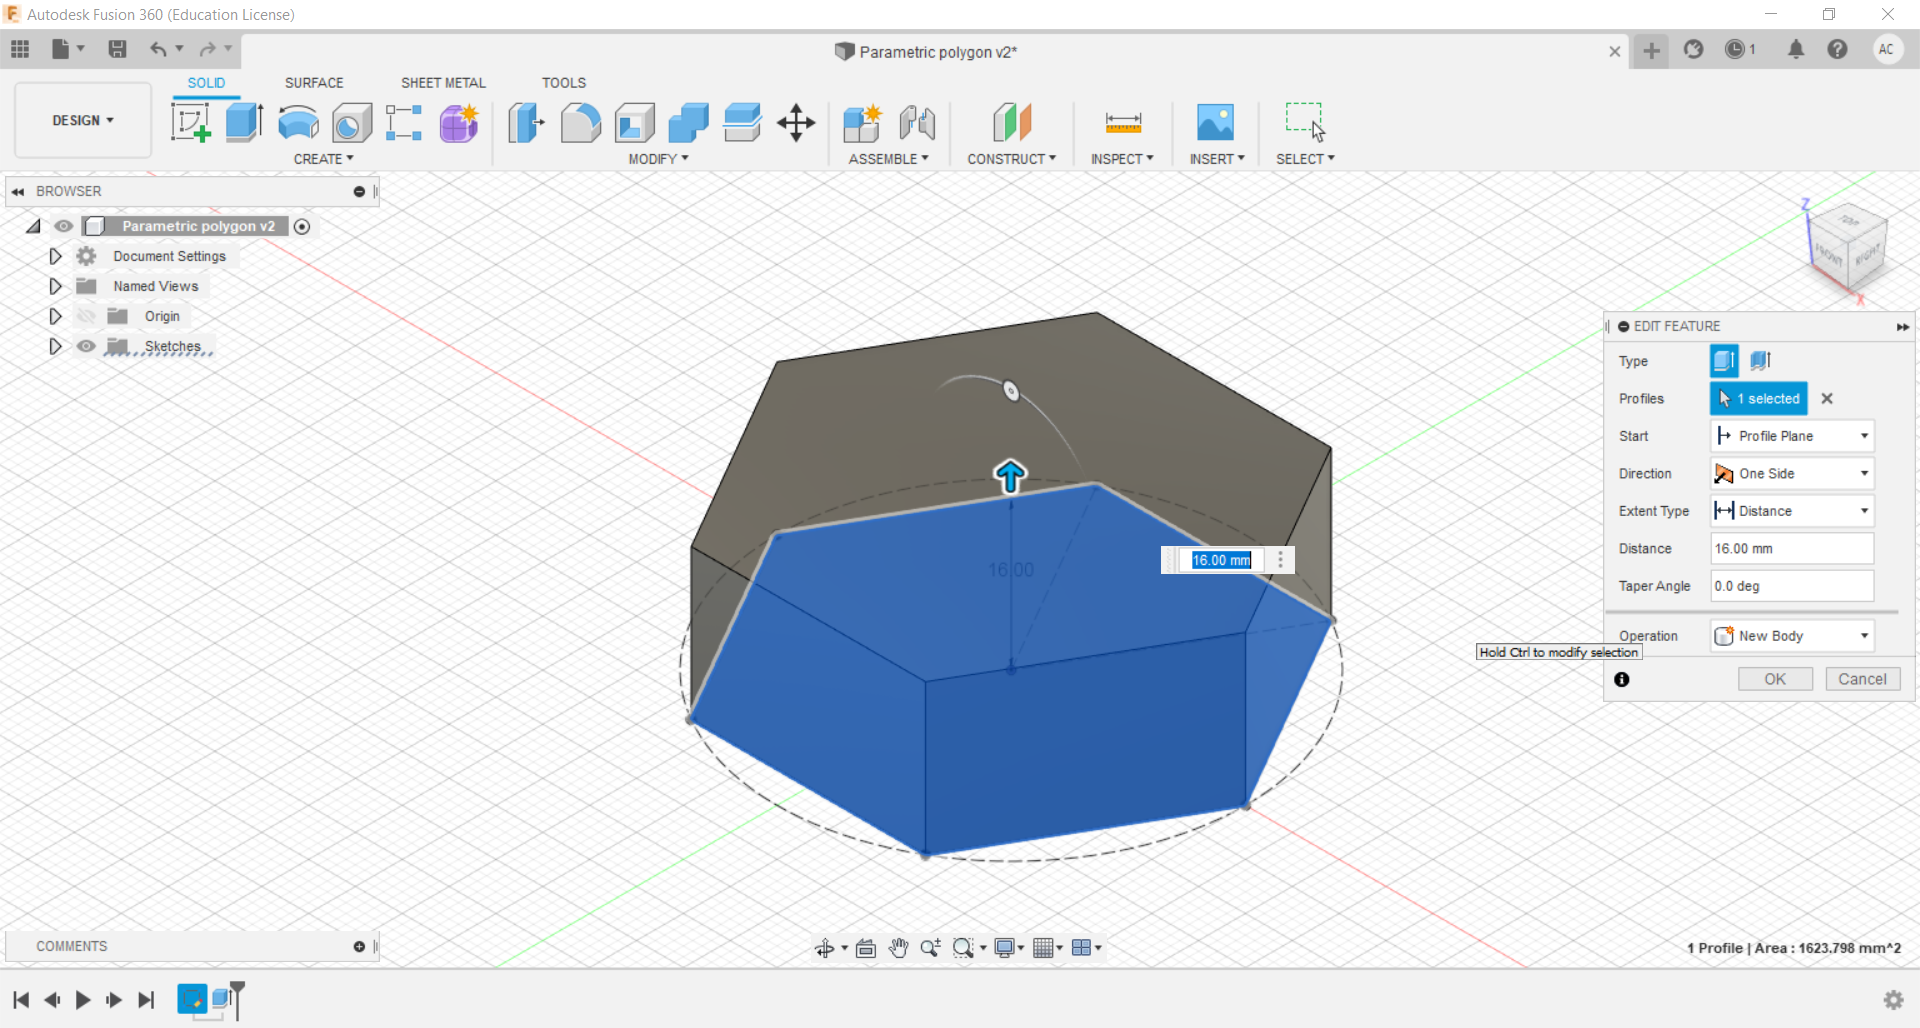 Autodesk Fusion 360 (Education License)
Parametric polygon v2*
1
AC
SOLID
SURFACE
SHEET METAL
TOOLS
DESIGN
CREATE
MODIFY
ASSEMBLE
CONSTRUCT
INSPECT
INSERT
SELECT
BROWSER
Parametric polygon v2
Document Settings
Named Views
Origin
Sketches
Z
TOP
FRONT
RIGHT
X
EDIT FEATURE
Type
Profiles
1 selected
Start
Profile Plane
Direction
One Side
Extent Type
Distance
Distance
16.00 mm
Taper Angle
0.0 deg
Operation
New Body
Hold Ctrl to modify selection
OK
Cancel
16.00
16.00 mm
COMMENTS
1 Profile | Area : 1623.798 mm^2